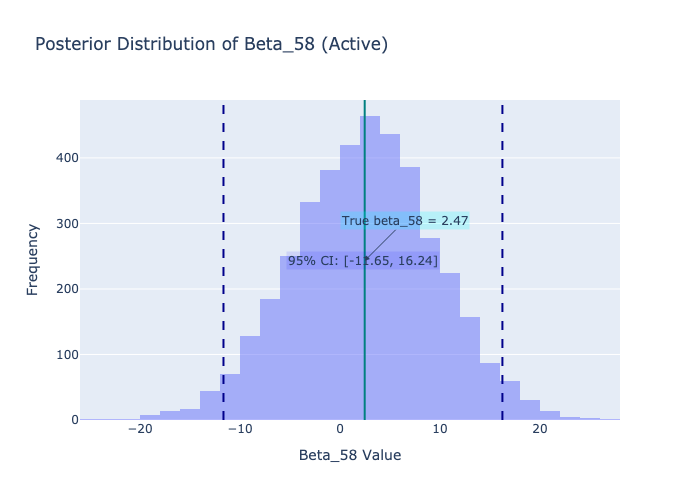 Posterior Distribution of Beta_58 (Active)
Frequency
400
300
200
100
0
True beta_58 = 2.47
95% CI: [-11.65, 16.24]
−20
−10
0
10
20
Beta_58 Value